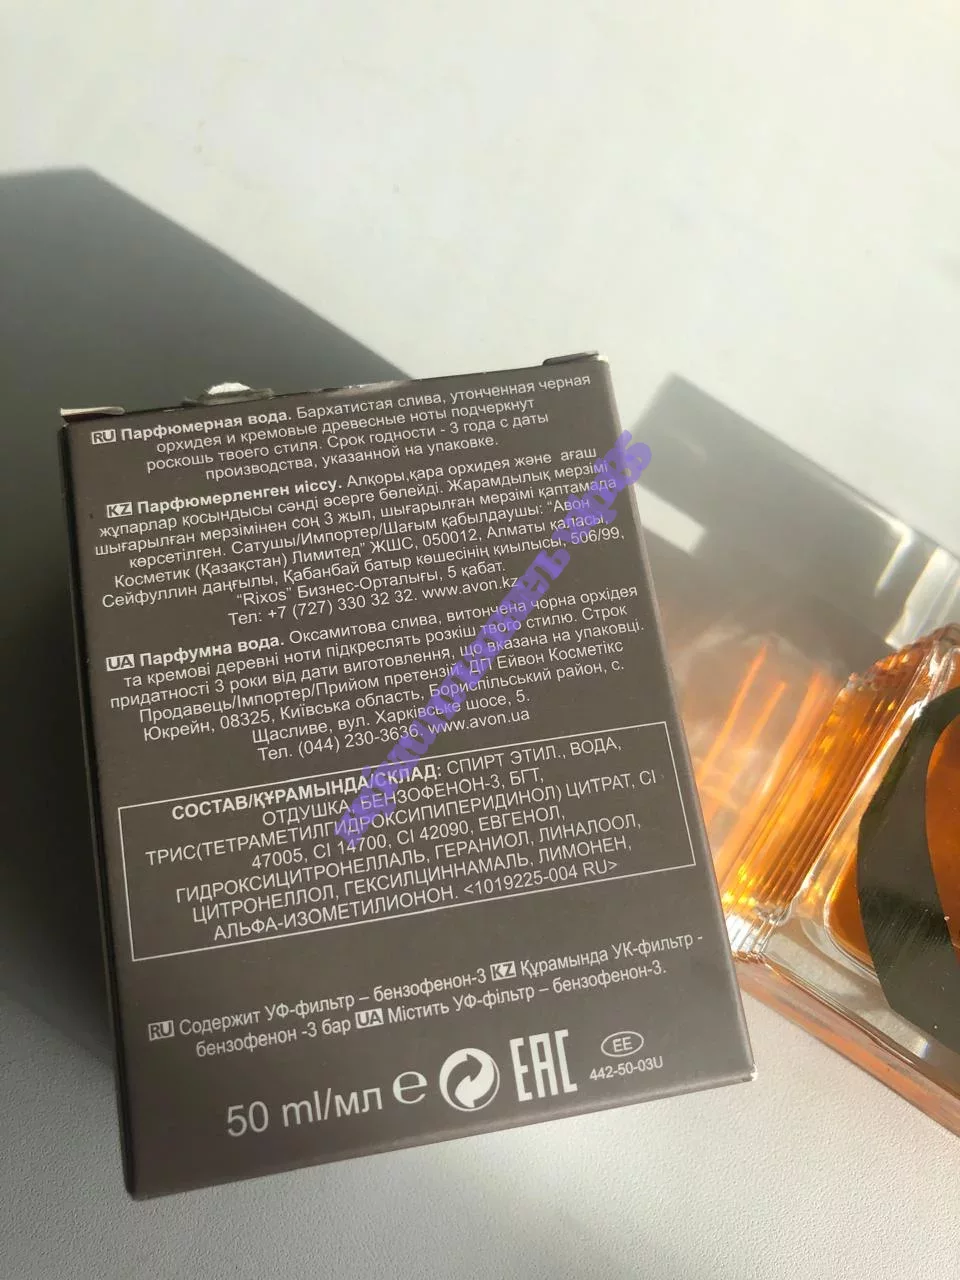 RU Парфюмерная вода. Бархатистая слива, утонченная черная
орхидея и кремовые древесные ноты подчеркнут
роскошь твоего стиля. Срок годности - 3 года с даты
производства, указанной на упаковке.
KZ Парфюмерленген иіссу. Алқоры,қара орхидея және ағаш
жұпарлар қосындысы сәнді әсерге бөлейді. Жарамдылық мерзімі
шығарылған мерзімінен соң 3 жыл, шығарылған мерзімі қаптамада
көрсетілген. Сатушы/Импортер/Шағым қабылдаушы: "Авон
Косметик (Қазақстан) Лимитед" ЖШС, 050012, Алматы қаласы,
Сейфуллин даңғылы, Қабанбай батыр көшесінің қиылысы, 506/99,
"Rixos" Бизнес-Орталығы, 5 қабат.
Тел: +7 (727) 330 32 32. www.avon.kz
UA Парфумна вода. Оксамитова слива, витончена чорна орхідея
та кремові деревні ноти підкреслять розкіш твого стилю. Строк
придатності 3 роки від дати виготовлення, що вказана на упаковці.
Продавець/Імпортер/Прийом претензій: ДП Ейвон Косметікс
Юкрейн, 08325, Київська область, Бориспільський район, с.
Щасливе, вул. Харківське шосе, 5.
Тел. (044) 230-3636. www.avon.ua
СОСТАВ/ҚҰРАМЫНДА/СКЛАД: СПИРТ ЭТИЛ., ВОДА,
ОТДУШКА, БЕНЗОФЕНОН-3, БГТ,
ТРИС(ТЕТРАМЕТИЛГИДРОКСИПИПЕРИДИНОЛ) ЦИТРАТ, CI
47005, CI 14700, CI 42090, ЕВГЕНОЛ,
ГИДРОКСИЦИТРОНЕЛЛАЛЬ, ГЕРАНИОЛ, ЛИНАЛООЛ,
ЦИТРОНЕЛЛОЛ, ГЕКСИЛЦИННАМАЛЬ, ЛИМОНЕН,
АЛЬФА-ИЗОМЕТИЛИОНОН. <1019225-004 RU>
RU Содержит УФ-фильтр – бензофенон-3 KZ Құрамында УК-фильтр -
бензофенон -3 бар UA Містить УФ-фільтр – бензофенон-3.
50 ml/мл e EAC EE
442-50-03U